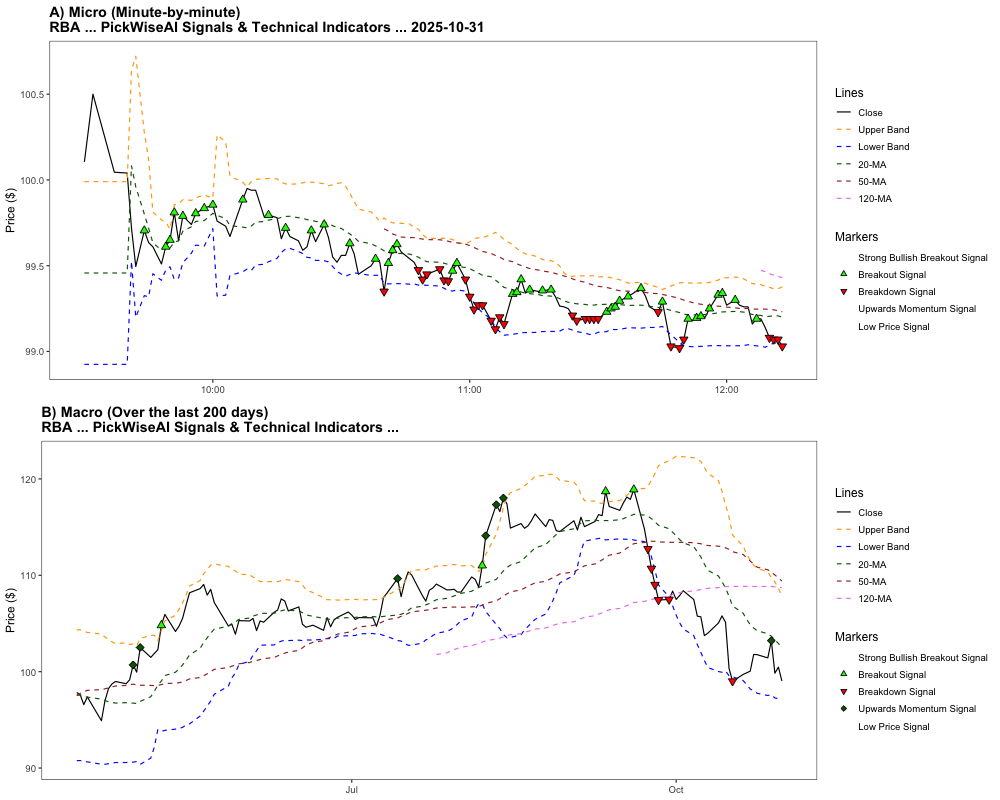 A) Micro (Minute-by-minute)
RBA ... PickWiseAI Signals & Technical Indicators ... 2025-10-31
Price ($)
100.5
100.0
99.5
99.0
10:00
11:00
12:00
Lines
Close
Upper Band
Lower Band
20-MA
50-MA
120-MA
Markers
Strong Bullish Breakout Signal
Breakout Signal
Breakdown Signal
Upwards Momentum Signal
Low Price Signal
B) Macro (Over the last 200 days)
RBA ... PickWiseAI Signals & Technical Indicators ...
Price ($)
120
110
100
90
Jul
Oct
Lines
Close
Upper Band
Lower Band
20-MA
50-MA
120-MA
Markers
Strong Bullish Breakout Signal
Breakout Signal
Breakdown Signal
Upwards Momentum Signal
Low Price Signal